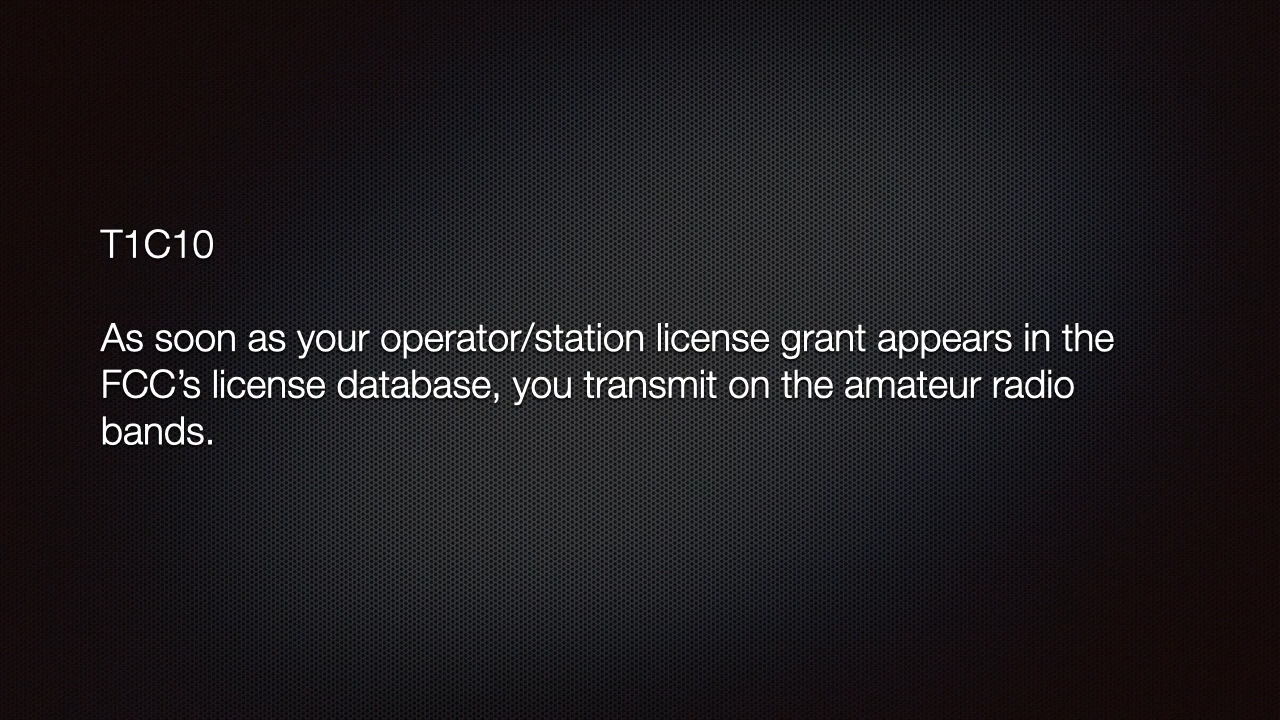 T1C10
As soon as your operator/station license grant appears in the
FCC’s license database, you transmit on the amateur radio
bands.